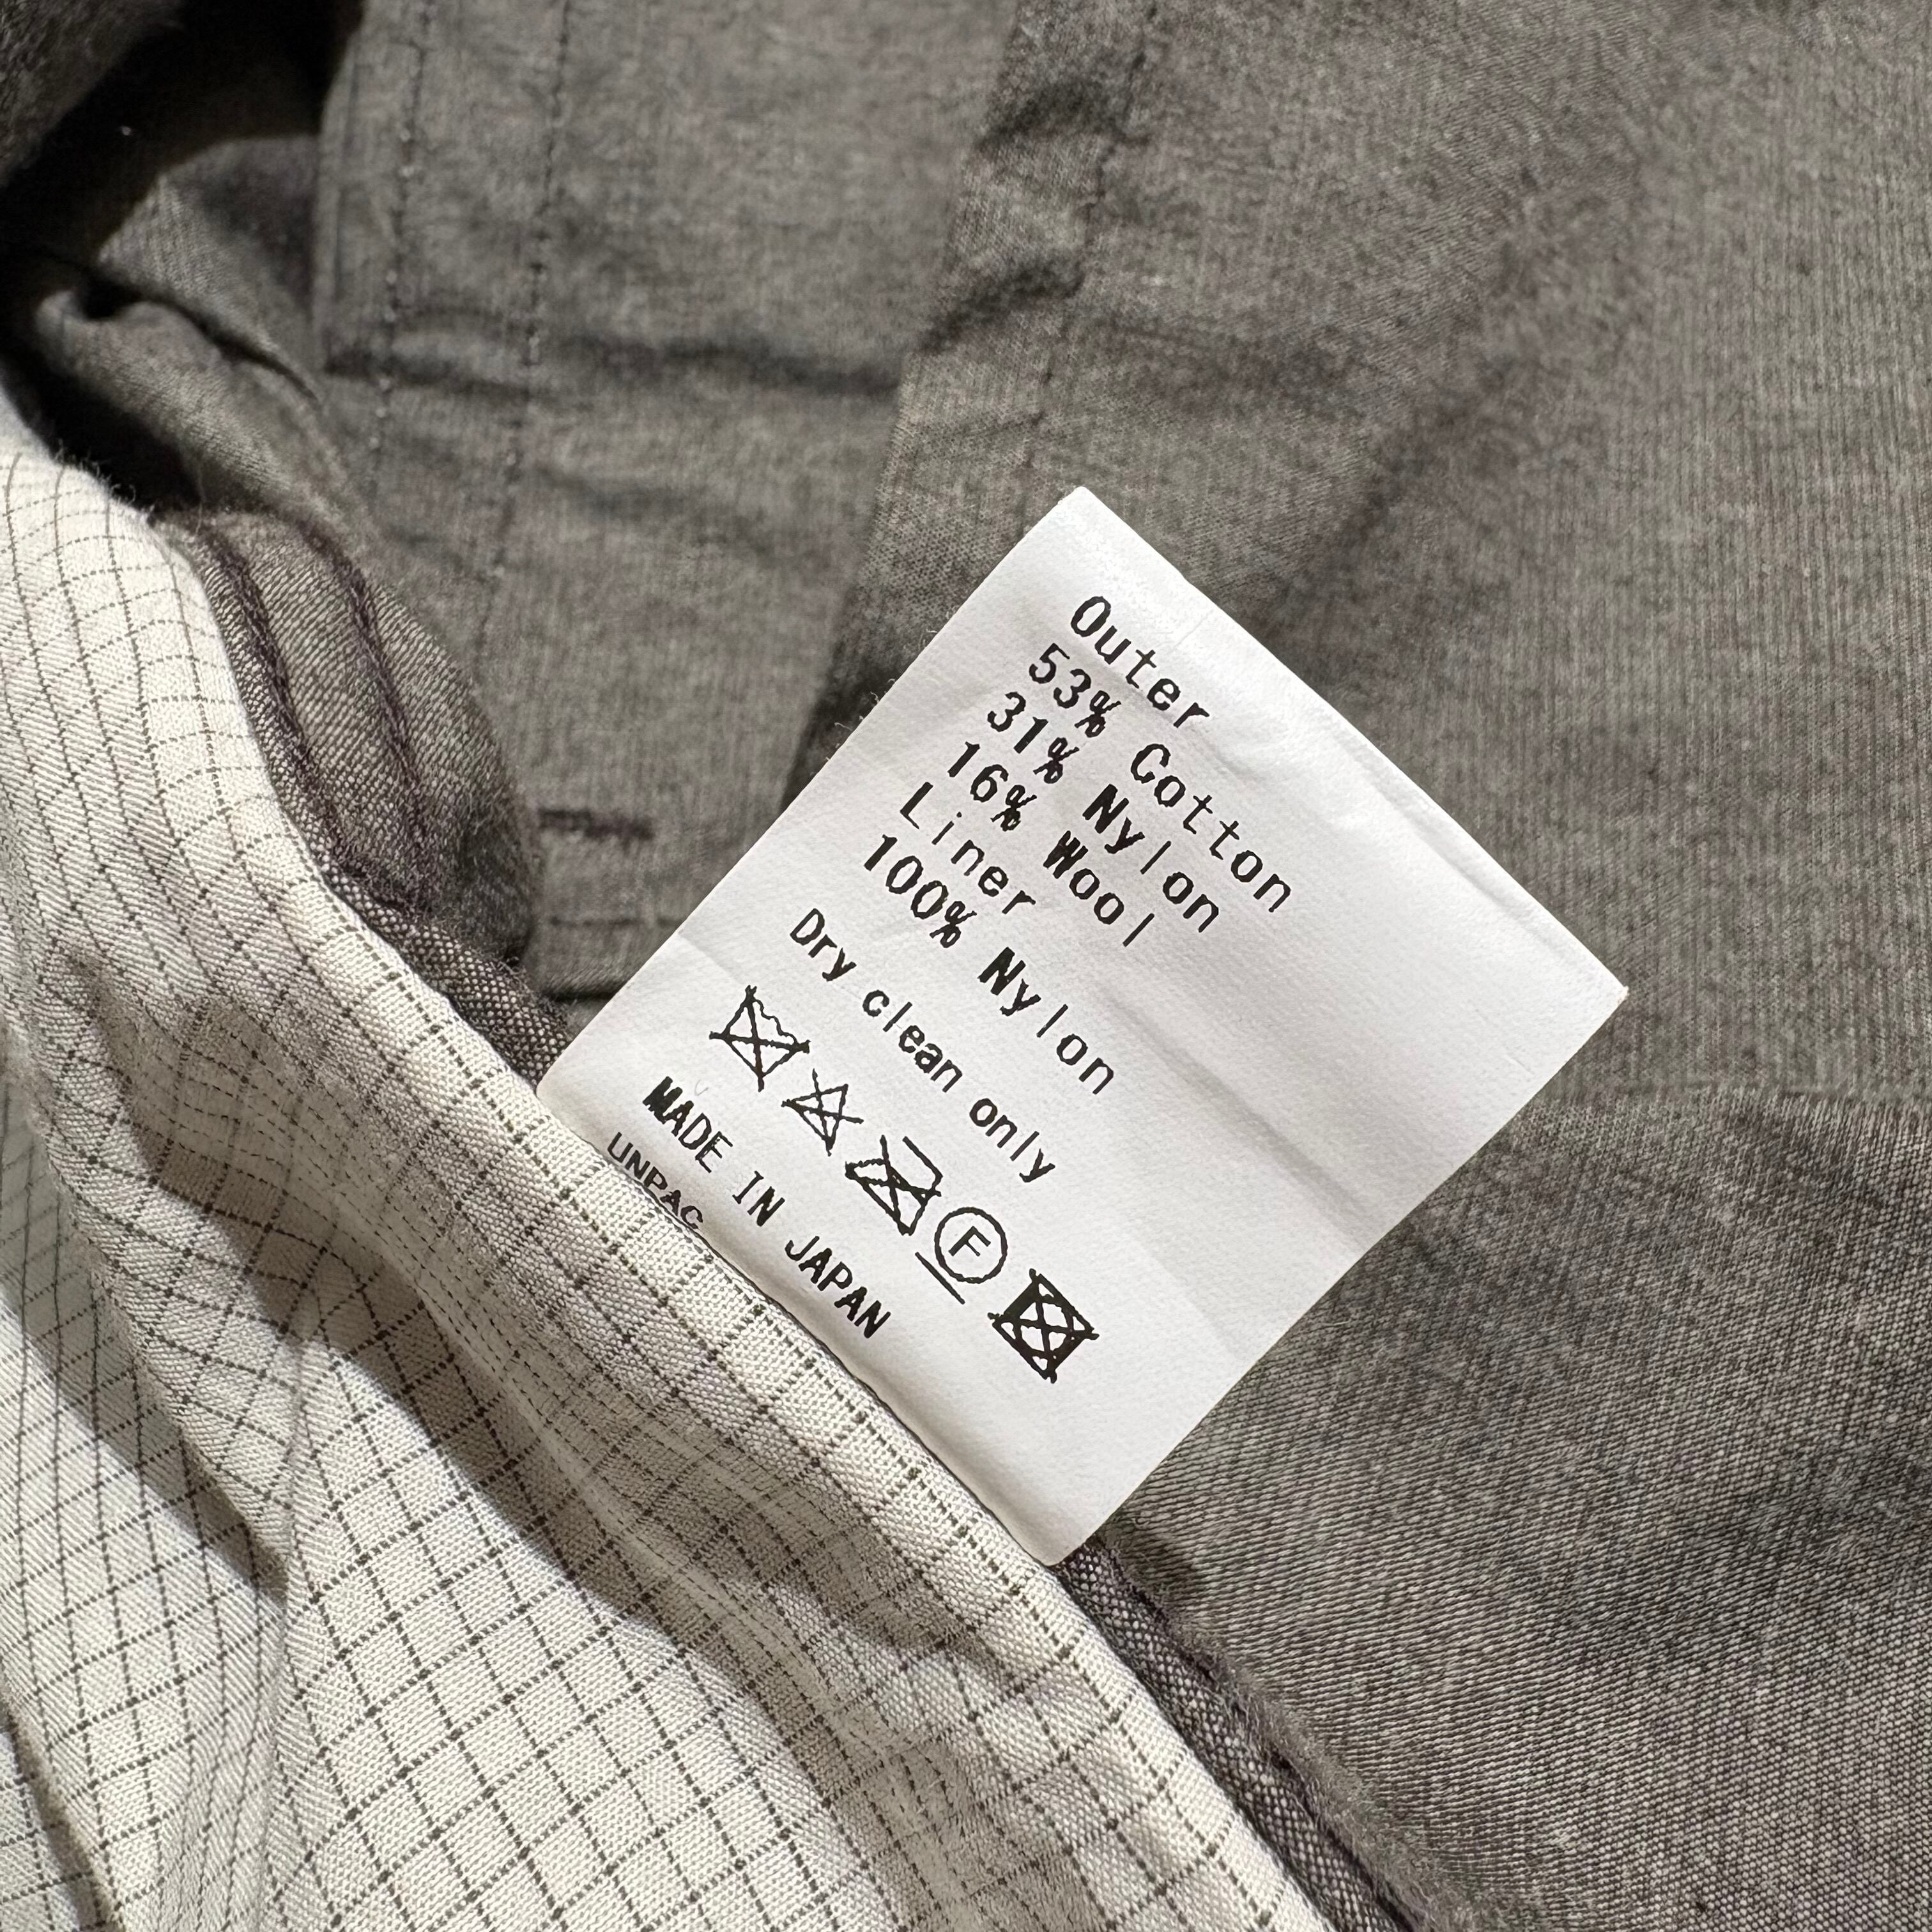 Outer
53% Cotton
31% Nylon
16% Wool
Liner
100% Nylon
Dry clean only
F
MADE IN JAPAN
UNPAC